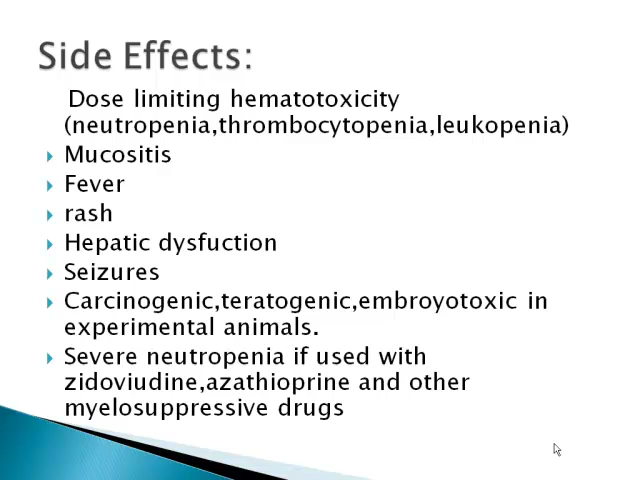 Side Effects:
Dose limiting hematotoxicity
(neutropenia,thrombocytopenia,leukopenia)
Mucositis
Fever
rash
Hepatic dysfuction
Seizures
Carcinogenic,teratogenic,embroyotoxic in
experimental animals.
Severe neutropenia if used with
zidoviudine,azathioprine and other
myelosuppressive drugs